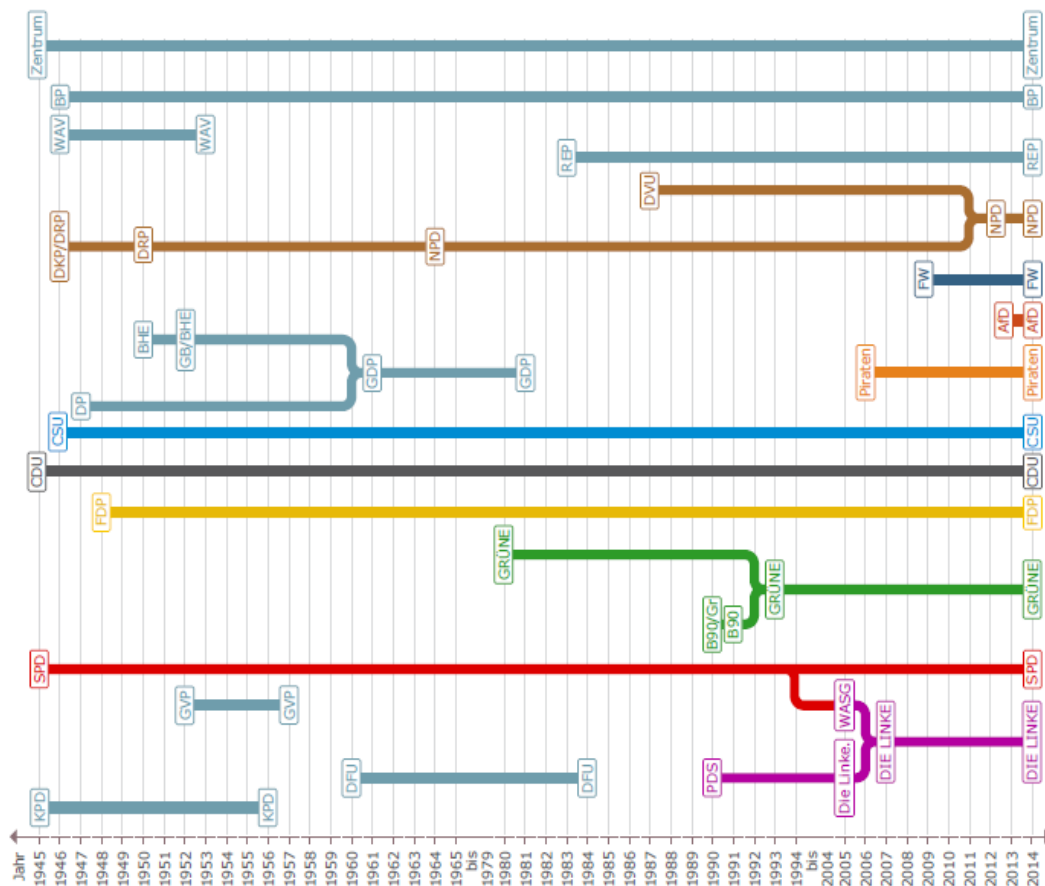 Zentrum Zentrum
BP BP
WAV WAV
REP REP
DVU
DKP/DRP DRP NPD NPD NPD
FW FW
AfD AfD
BHE GB/BHE
GDP GDP
Piraten Piraten
DP
CSU CSU
CDU CDU
FDP FDP
GRÜNE
GRÜNE GRÜNE
B90/Gr B90
SPD SPD
GVP GVP WASG
DIE LINKE DIE LINKE
DFU DFU PDS Die Linke.
KPD KPD
Jahr 1945 1946 1947 1948 1949 1950 1951 1952 1953 1954 1955 1956 1957 1958 1959 1960 1961 1962 1963 1964 1965 bis 1979 1980 1981 1982 1983 1984 1985 1986 1987 1988 1989 1990 1991 1992 1993 1994 bis 2004 2005 2006 2007 2008 2009 2010 2011 2012 2013 2014